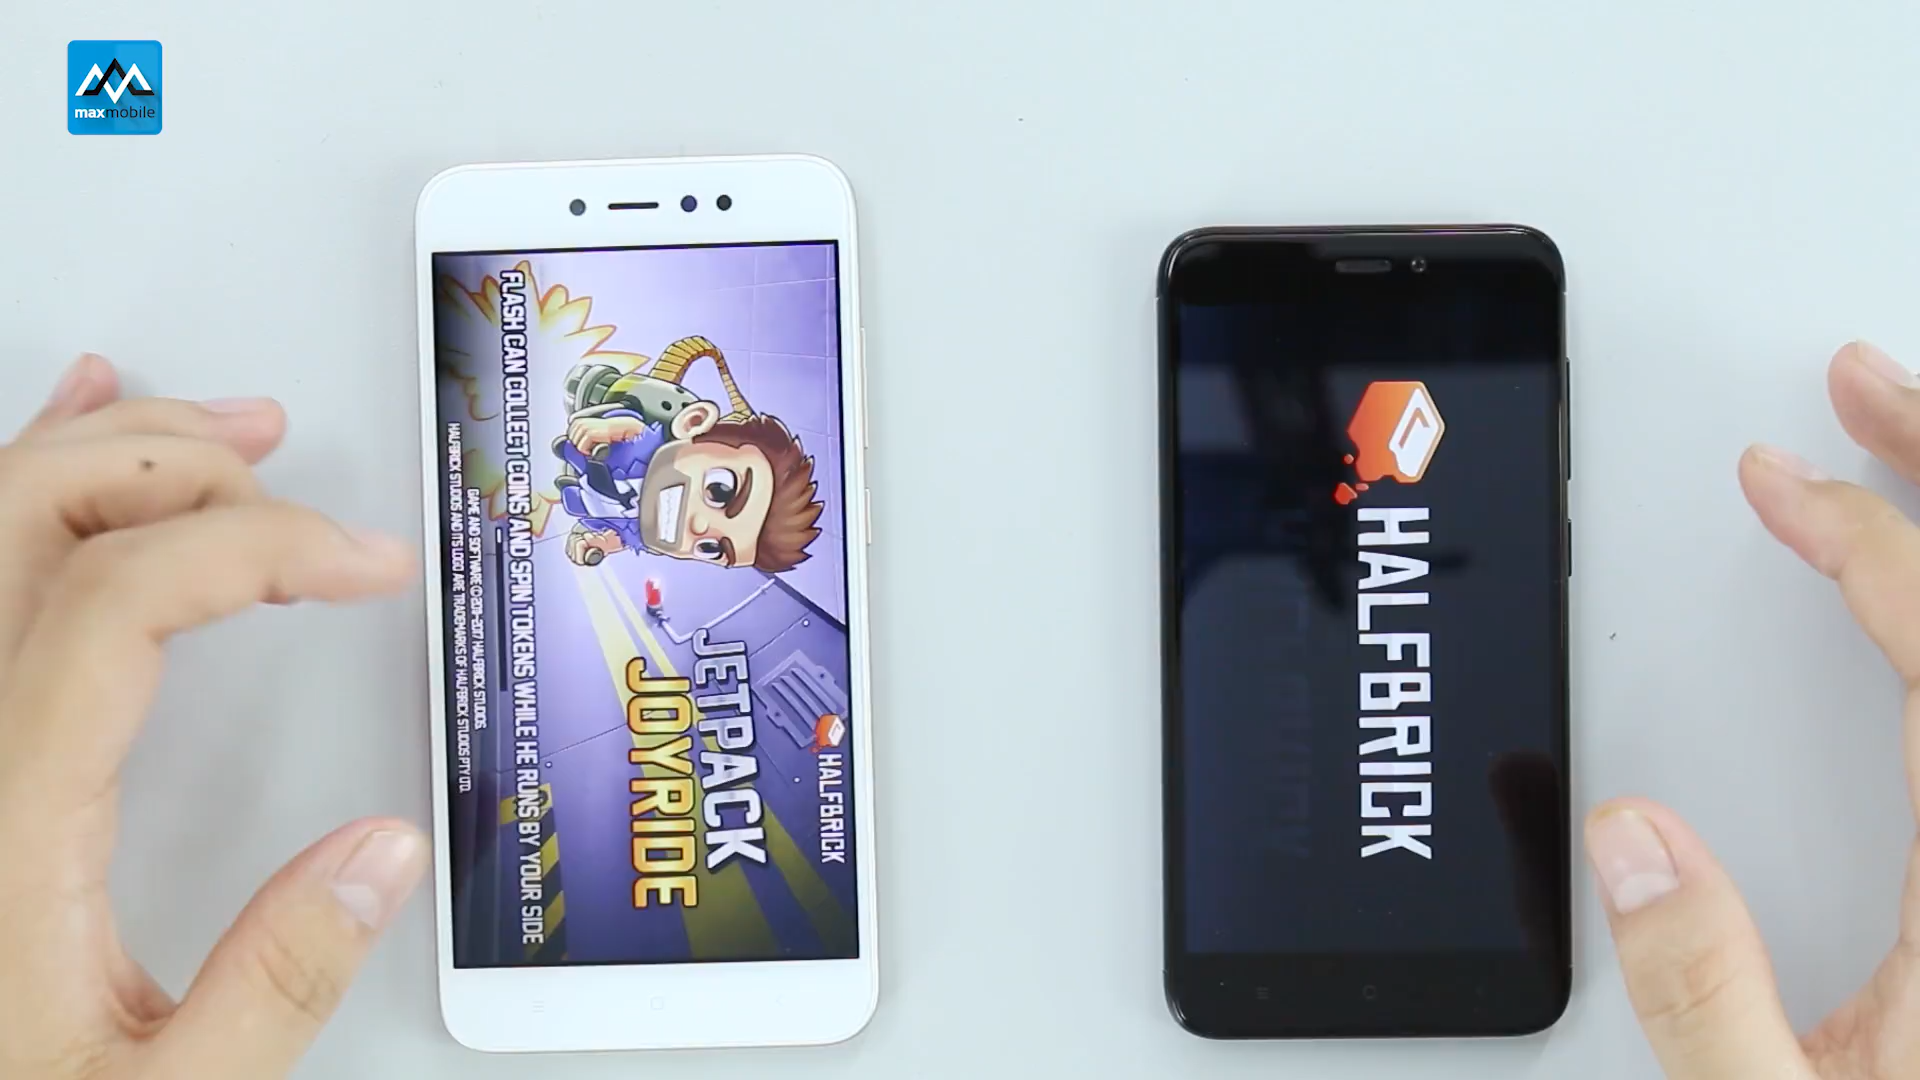 maxmobile
HALFBRICK
JETPACK
JOYRIDE
FLASH CAN COLLECT COINS AND SPIN TOKENS WHILE HE RUNS BY YOUR SIDE
GAME AND SOFTWARE © 2011-2017 HALFBRICK STUDIOS.
HALFBRICK STUDIOS AND ITS LOGO ARE TRADEMARKS OF HALFBRICK STUDIOS PTY LTD.
HALFBRICK